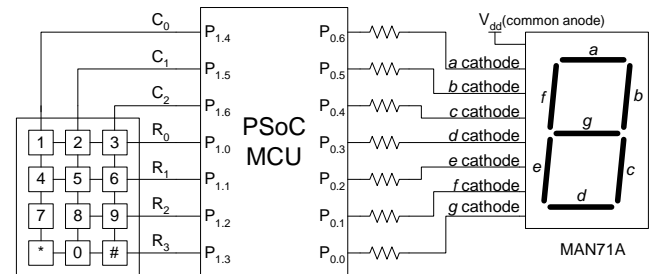 C0 P1.4 P0.6 Vdd(common anode)
a cathode a
C1 P1.5 P0.5 b cathode f b
C2 P1.6 P0.4 c cathode
1 2 3 R0 P1.0 PSoC P0.3 d cathode g
MCU
4 5 6 R1 P1.1 P0.2 e cathode e c
7 8 9 R2 P1.2 P0.1 f cathode d
* 0 # R3 P1.3 P0.0 g cathode
MAN71A